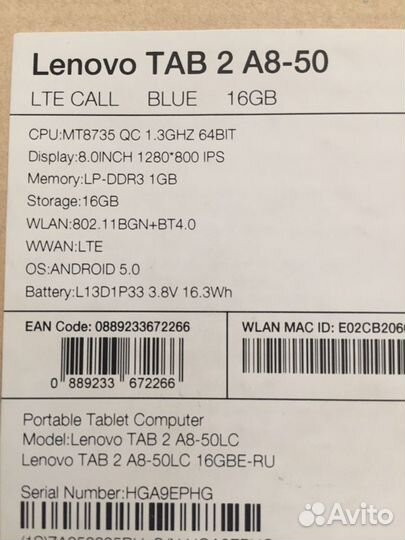 Lenovo TAB 2 A8-50
LTE CALL BLUE 16GB
CPU:MT8735 QC 1.3GHZ 64BIT
Display:8.0INCH 1280*800 IPS
Memory:LP-DDR3 1GB
Storage:16GB
WLAN:802.11BGN+BT4.0
WWAN:LTE
OS:ANDROID 5.0
Battery:L13D1P33 3.8V 16.3Wh
EAN Code: 0889233672266
WLAN MAC ID: E02CB206
0 889233 672266
Portable Tablet Computer
Model:Lenovo TAB 2 A8-50LC
Lenovo TAB 2 A8-50LC 16GBE-RU
Serial Number:HGA9EPHG
Avito